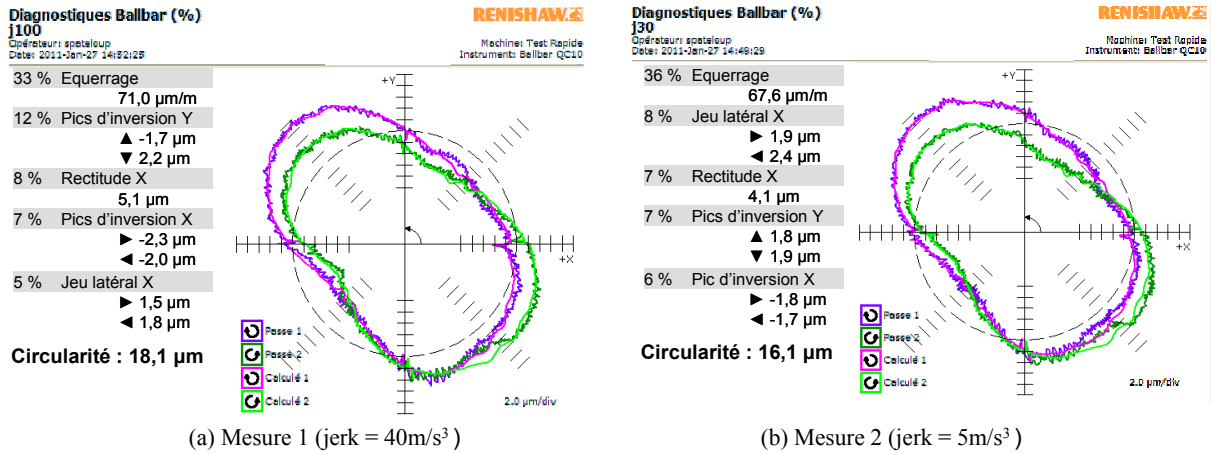 Diagnostiques Ballbar (%)
j100
Opérateur: spateloup
Date: 2011-Jan-27 14:52:25
RENISHAW
Machine: Test Rapide
Instrument: Ballbar QC10
33 % Equerrage
71,0 µm/m
12 % Pics d'inversion Y
▲ -1,7 µm
▼ 2,2 µm
8 % Rectitude X
5,1 µm
7 % Pics d'inversion X
► -2,3 µm
◄ -2,0 µm
5 % Jeu latéral X
► 1,5 µm
◄ 1,8 µm
Circularité : 18,1 µm
+Y
+X
Passe 1
Passe 2
Calculé 1
Calculé 2
2.0 µm/div
(a) Mesure 1 (jerk = 40m/s³ )
Diagnostiques Ballbar (%)
j30
Opérateur: spateloup
Date: 2011-Jan-27 14:49:29
RENISHAW
Machine: Test Rapide
Instrument: Ballbar QC10
36 % Equerrage
67,6 µm/m
8 % Jeu latéral X
► 1,9 µm
◄ 2,4 µm
7 % Rectitude X
4,1 µm
7 % Pics d'inversion Y
▲ 1,8 µm
▼ 1,9 µm
6 % Pic d'inversion X
► -1,8 µm
◄ -1,7 µm
Circularité : 16,1 µm
+Y
+X
Passe 1
Passe 2
Calculé 1
Calculé 2
2.0 µm/div
(b) Mesure 2 (jerk = 5m/s³ )